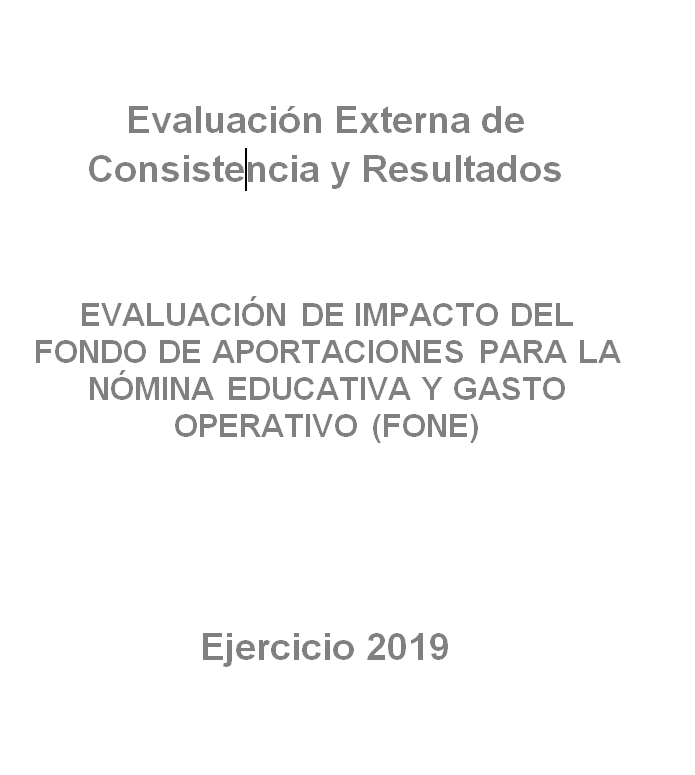 Evaluación Externa de
Consistencia y Resultados
EVALUACIÓN DE IMPACTO DEL
FONDO DE APORTACIONES PARA LA
NÓMINA EDUCATIVA Y GASTO
OPERATIVO (FONE)
Ejercicio 2019